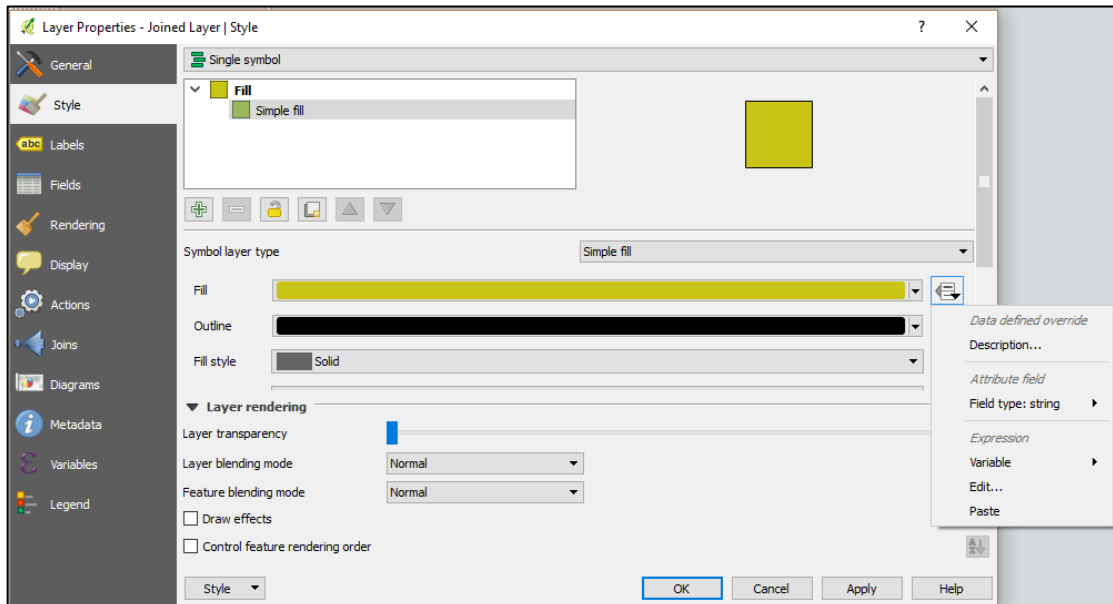 Layer Properties - Joined Layer | Style
?
General
Style
abc Labels
Fields
Rendering
Display
Actions
Joins
Diagrams
Metadata
Variables
Legend
Single symbol
Fill
Simple fill
Symbol layer type
Simple fill
Fill
Outline
Fill style
Solid
Layer rendering
Layer transparency
Layer blending mode
Normal
Feature blending mode
Normal
Draw effects
Control feature rendering order
Style
OK
Cancel
Apply
Help
Data defined override
Description...
Attribute field
Field type: string
Expression
Variable
Edit...
Paste